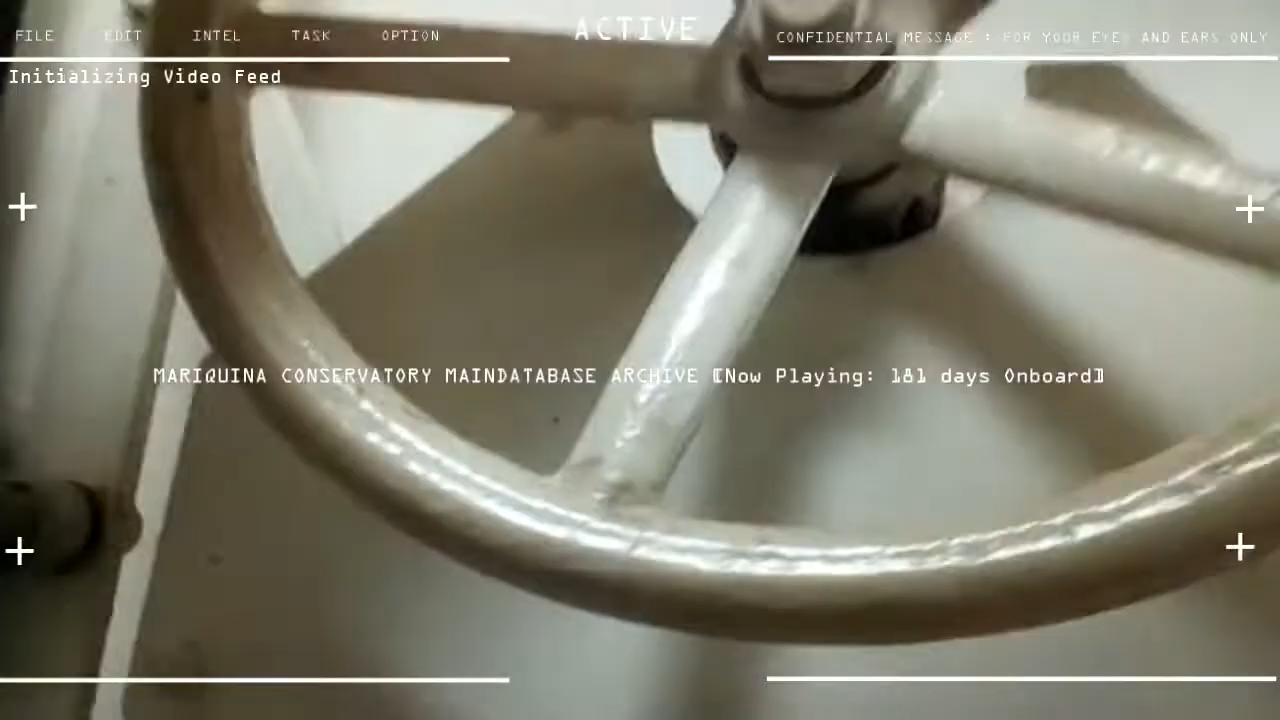 FILE EDIT INTEL TASK OPTION
ACTIVE
CONFIDENTIAL MESSAGE : FOR YOUR EYES AND EARS ONLY
Initializing Video Feed
MARIQUINA CONSERVATORY MAINDATABASE ARCHIVE [Now Playing: 181 days Onboard]